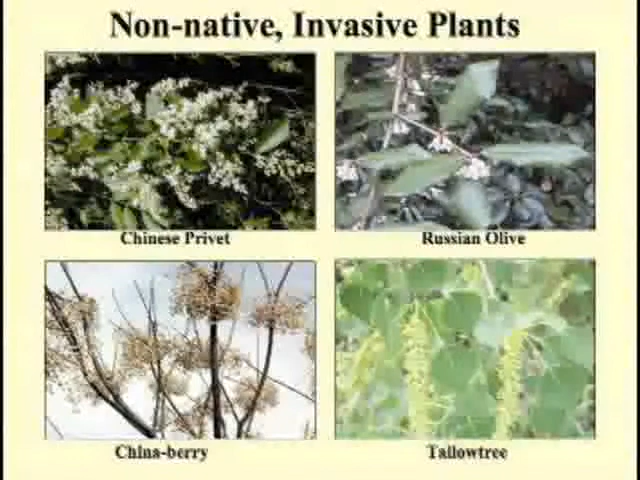 Non-native, Invasive Plants
Chinese Privet
Russian Olive
China-berry
Tallowtree